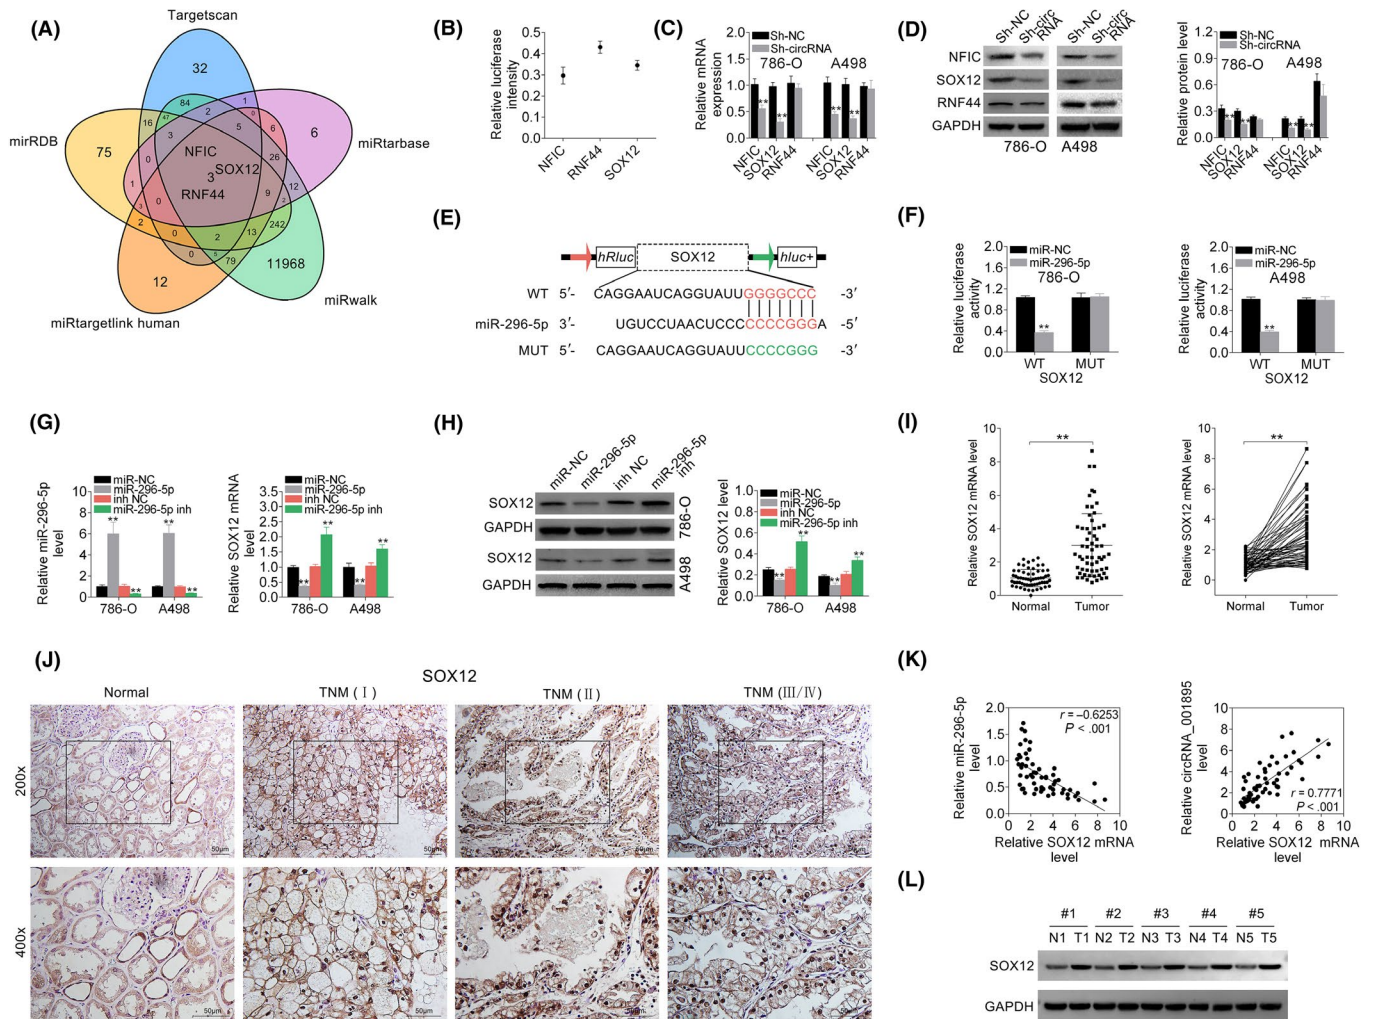 (A)
Targetscan
miRtarbase
miRwalk
miRtargetlink human
mirRDB
32
84
1
16
47
2
9
6
6
75
3
5
0
NFIC
26
SOX12
3
12
1
RNF44
9
2
3
0
2
0
2
13
242
0
5
79
12
11968
(B)
Relative luciferase
intensity
0.5
0.4
0.3
0.2
0.1
0.0
NFIC
RNF44
SOX12
(C)
Relative mRNA
expression
2.0
1.5
1.0
0.5
0.0
Sh-NC
Sh-circRNA
786-O A498
** ** ** **
NFIC SOX12 RNF44 NFIC SOX12 RNF44
(D)
Sh-NC Sh-circ RNA Sh-NC Sh-circ RNA
NFIC
SOX12
RNF44
GAPDH
786-O A498
Relative protein level
1.2
0.9
0.6
0.3
0.0
Sh-NC
Sh-circRNA
786-O A498
** ** ** **
NFIC SOX12 RNF44 NFIC SOX12 RNF44
(E)
hRluc SOX12 hluc+
WT 5′- CAGGAAUCAGGUAUUGGGGCCC -3′
miR-296-5p 3′- UGUCCUAACUCCCCCCCGGGA -5′
MUT 5′- CAGGAAUCAGGUAUUCCCCGGG -3′
(F)
Relative luciferase
activity
2.0
1.6
1.2
0.8
0.4
0.0
miR-NC
miR-296-5p
786-O
**
WT MUT
SOX12
Relative luciferase
activity
2.0
1.6
1.2
0.8
0.4
0.0
miR-NC
miR-296-5p
A498
**
WT MUT
SOX12
(G)
Relative miR-296-5p
level
10
8
6
4
2
0
miR-NC
miR-296-5p
inh NC
miR-296-5p inh
** ** ** **
786-O A498
Relative SOX12 mRNA
level
3.5
3.0
2.5
2.0
1.5
1.0
0.5
0.0
miR-NC
miR-296-5p
inh NC
miR-296-5p inh
** ** ** **
786-O A498
(H)
miR-NC miR-296-5p inh NC miR-296-5p inh
SOX12
GAPDH
786-O
SOX12
GAPDH
A498
Relative SOX12 level
1.0
0.8
0.6
0.4
0.2
0.0
miR-NC
miR-296-5p
inh NC
miR-296-5p inh
** ** ** **
786-O A498
(I)
Relative SOX12 mRNA level
10
8
6
4
2
0
**
Normal Tumor
Relative SOX12 mRNA level
10
8
6
4
2
0
**
Normal Tumor
(J)
SOX12
Normal TNM (Ⅰ) TNM (Ⅱ) TNM (Ⅲ/Ⅳ)
200x
50μm 50μm 50μm 50μm
400x
50μm 50μm 50μm 50μm
(K)
Relative miR-296-5p
level
2.0
1.5
1.0
0.5
0.0
r = –0.6253
P < .001
0 2 4 6 8 10
Relative SOX12 mRNA
level
Relative circRNA_001895
level
10
8
6
4
2
0
r = 0.7771
P < .001
0 2 4 6 8 10
Relative SOX12 mRNA
level
(L)
#1 #2 #3 #4 #5
N1 T1 N2 T2 N3 T3 N4 T4 N5 T5
SOX12
GAPDH